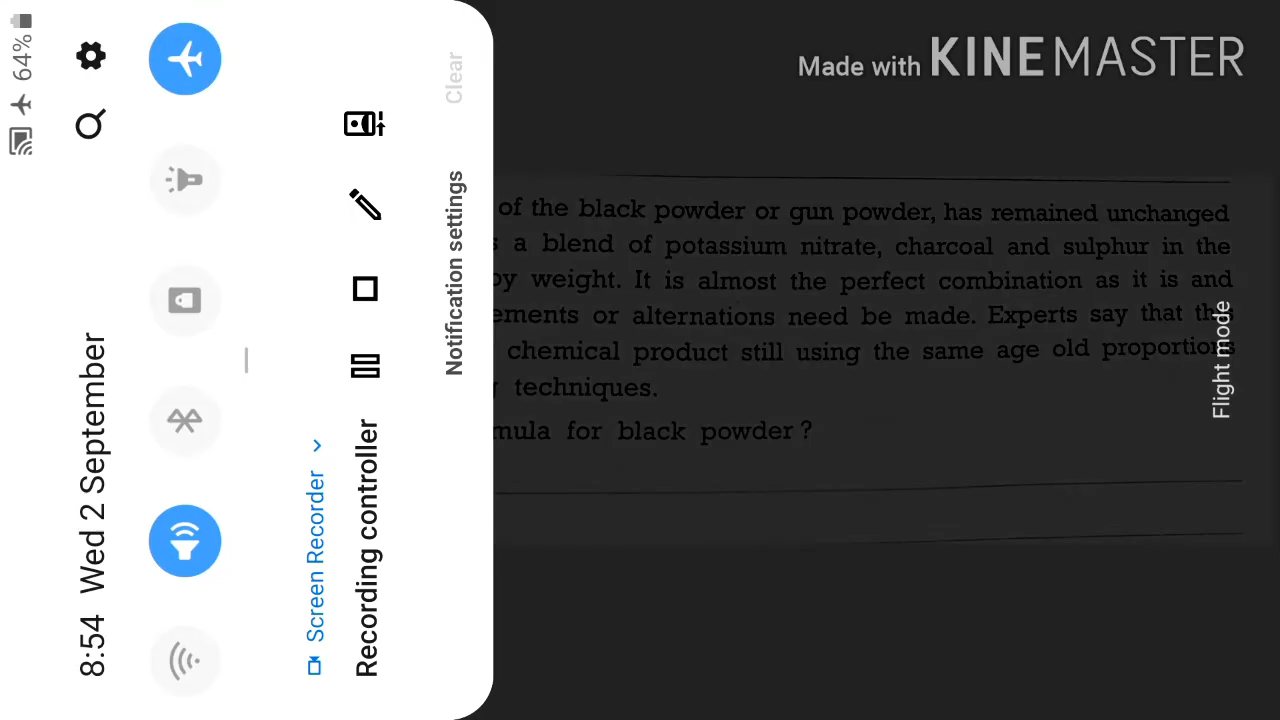 64%
8:54 Wed 2 September
Screen Recorder
Recording controller
Notification settings
Clear
Made with KINEMASTER
of the black powder or gun powder, has remained unchanged
a blend of potassium nitrate, charcoal and sulphur in the
by weight. It is almost the perfect combination as it is and
or alternations need be made. Experts say that this
chemical product still using the same age old proportions
techniques.
for black powder ?
Flight mode